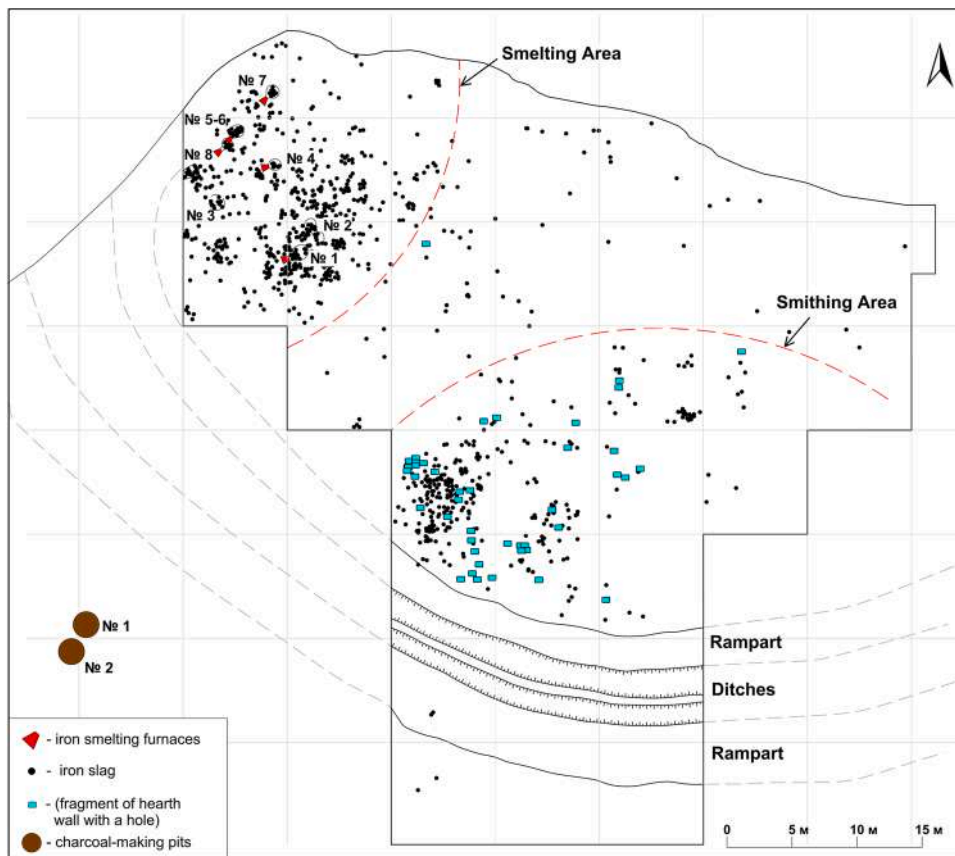 Smelting Area
№ 7
№ 5-6
№ 8
№ 4
№ 3
№ 2
№ 1
Smithing Area
№ 1
№ 2
Rampart
Ditches
Rampart
- iron smelting furnaces
- iron slag
- (fragment of hearth
wall with a hole)
- charcoal-making pits
0 5 м 10 м 15 м